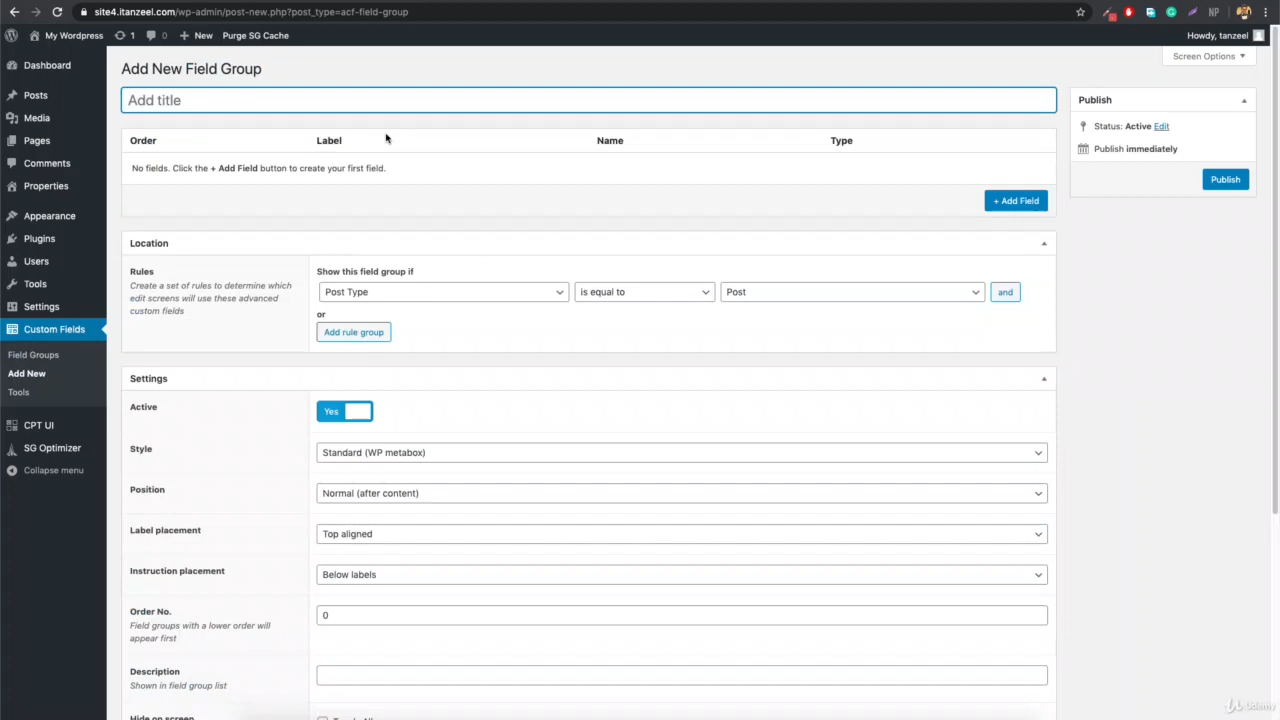 site4.itanzeel.com/wp-admin/post-new.php?post_type=acf-field-group
NP
My Wordpress 1 0 New Purge SG Cache Howdy, tanzeel
Screen Options
Dashboard
Posts
Media
Pages
Comments
Properties
Appearance
Plugins
Users
Tools
Settings
Custom Fields
Field Groups
Add New
Tools
CPT UI
SG Optimizer
Collapse menu
Add New Field Group
Add title
Order Label Name Type
No fields. Click the + Add Field button to create your first field.
+ Add Field
Location
Rules
Create a set of rules to determine which
edit screens will use these advanced
custom fields
Show this field group if
Post Type is equal to Post and
or
Add rule group
Settings
Active
Yes
Style
Standard (WP metabox)
Position
Normal (after content)
Label placement
Top aligned
Instruction placement
Below labels
Order No.
Field groups with a lower order will
appear first
0
Description
Shown in field group list
Hide on screen
Publish
Status: Active Edit
Publish immediately
Publish
Udemy